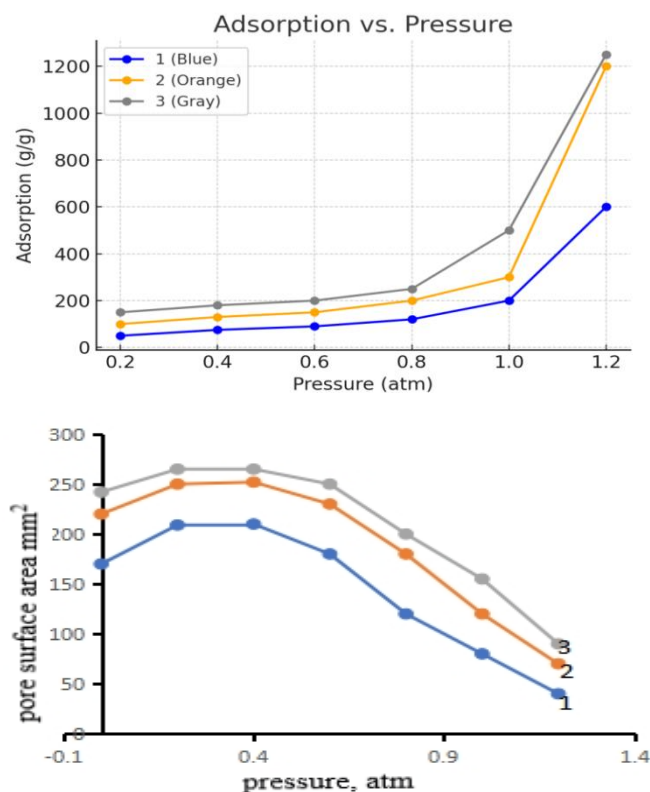 Adsorption vs. Pressure
1 (Blue)
2 (Orange)
3 (Gray)
Adsorption (g/g)
1200
1000
800
600
400
200
0
0.2 0.4 0.6 0.8 1.0 1.2
Pressure (atm)
pore surface area mm²
300
250
200
150
100
50
0
3
2
1
-0.1 0.4 0.9 1.4
pressure, atm